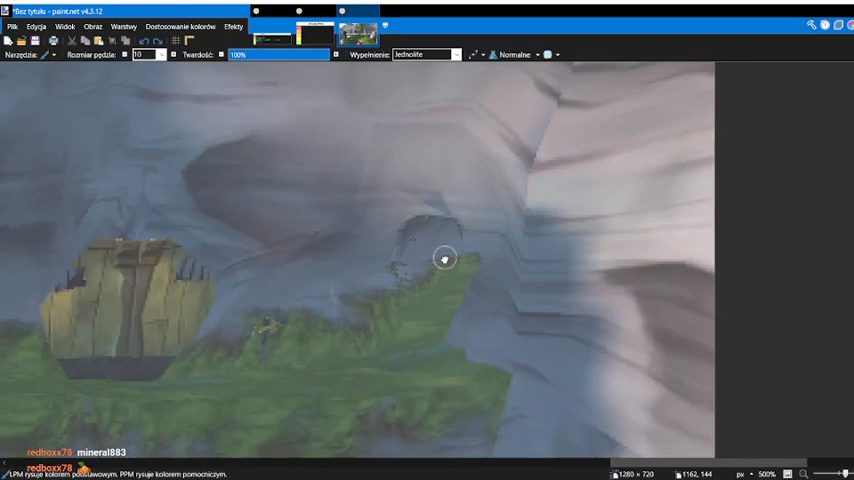 *Bez tytułu - paint.net v4.3.12
Plik Edycja Widok Obraz Warstwy Dostosowanie kolorów Efekty
Narzędzia: Rozmiar pędzla: 10 Twardość: 100% Wypełnienie: Jednolite Normalne
redboxx78 mineral883
redboxx78
LPM rysuje kolorem podstawowym. PPM rysuje kolorem pomocniczym. 1280 × 720 1162, 144 px 500%